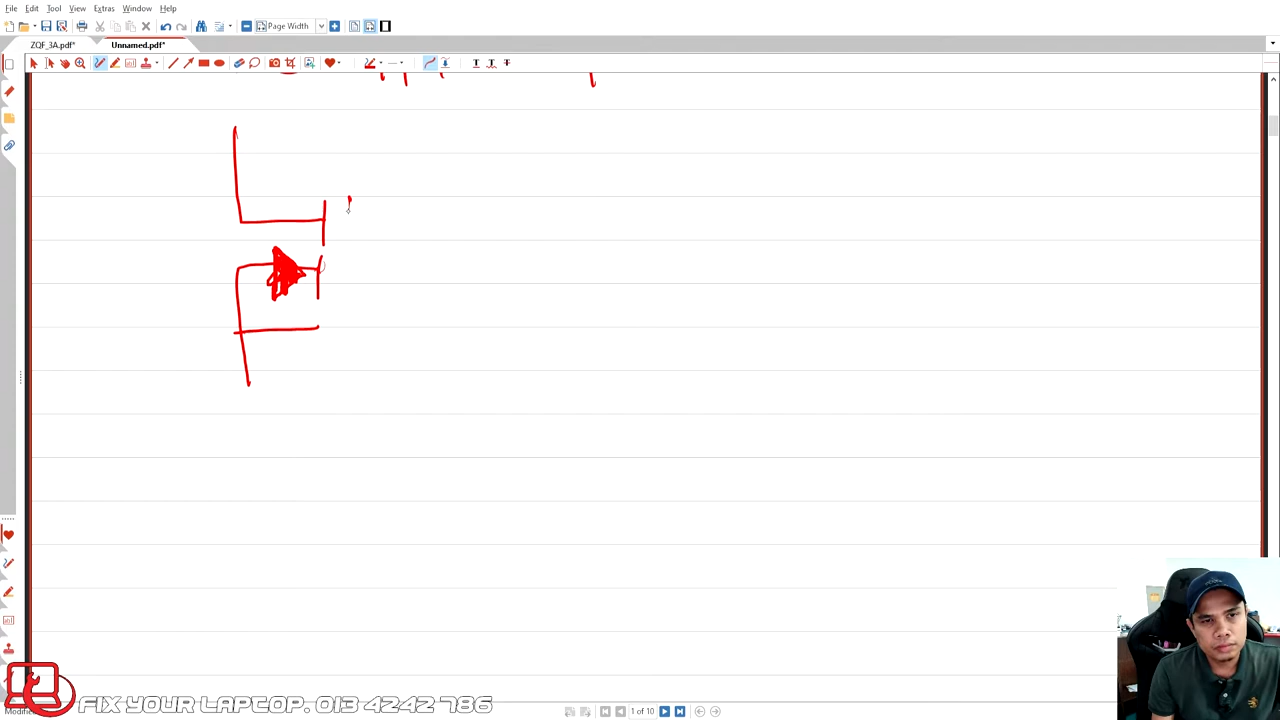 File Edit Tool View Extras Window Help
Page Width
ZQF_3A.pdf* Unnamed.pdf*
1 of 10
FIX YOUR LAPTOP. 013 4242 786